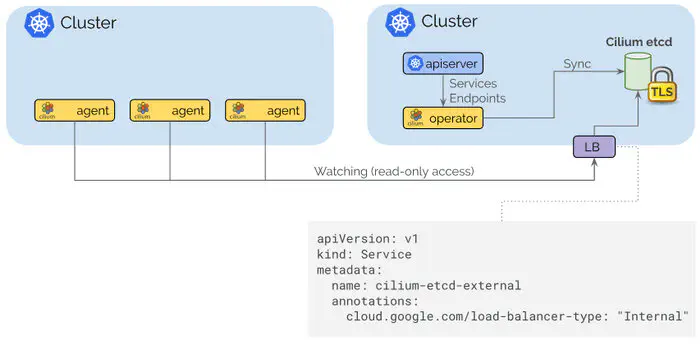 Cluster
Cluster
Cilium etcd
apiserver
Sync
Services
Endpoints
TLS
cilium agent
cilium agent
cilium agent
cilium operator
LB
Watching (read-only access)
apiVersion: v1
kind: Service
metadata:
  name: cilium-etcd-external
  annotations:
    cloud.google.com/load-balancer-type: "Internal"